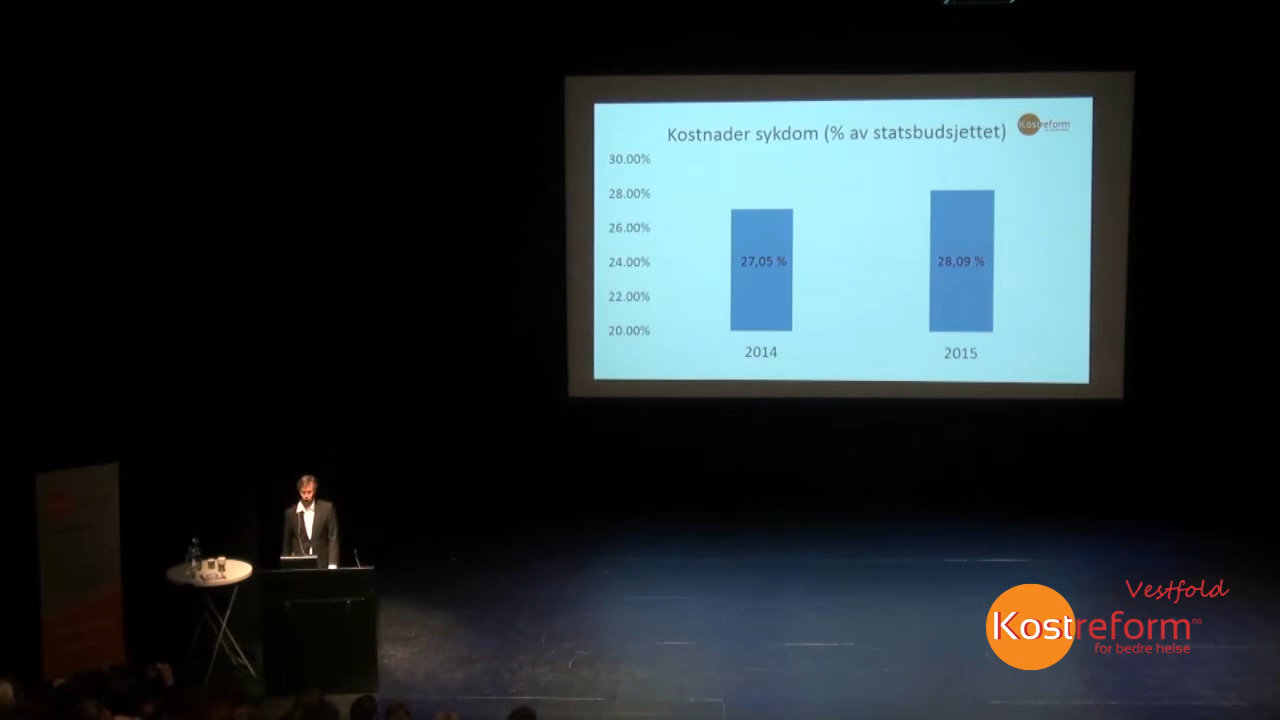 Kostnader sykdom (% av statsbudsjettet)
Kostreform
30.00%
28.00%
26.00%
24.00%
22.00%
20.00%
27,05 %
28,09 %
2014
2015
Vestfold
Kostreform.no
for bedre helse